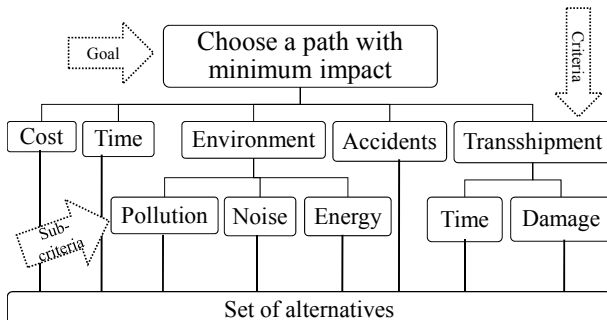 Goal
Choose a path with
minimum impact
Criteria
Cost
Time
Environment
Accidents
Transshipment
Sub-
criteria
Pollution
Noise
Energy
Time
Damage
Set of alternatives